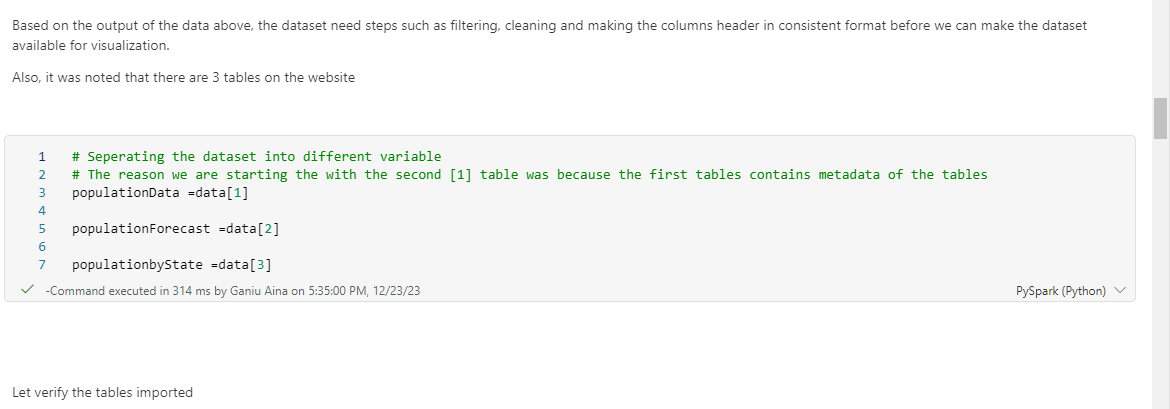 Based on the output of the data above, the dataset need steps such as filtering, cleaning and making the columns header in consistent format before we can make the dataset
available for visualization.
Also, it was noted that there are 3 tables on the website
1 # Seperating the dataset into different variable
2 # The reason we are starting the with the second [1] table was because the first tables contains metadata of the tables
3 populationData =data[1]
4
5 populationForecast =data[2]
6
7 populationbyState =data[3]
-Command executed in 314 ms by Ganiu Aina on 5:35:00 PM, 12/23/23 PySpark (Python)
Let verify the tables imported